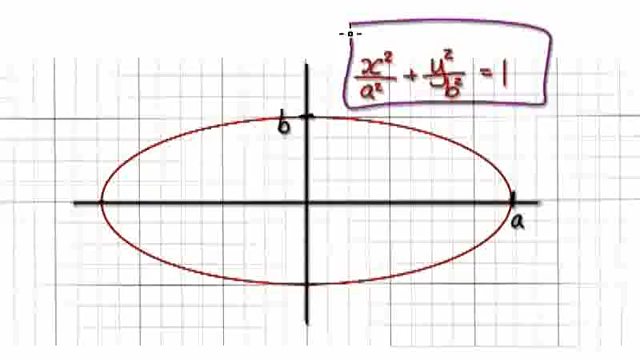 x²/a² + y²/b² = 1
b
a